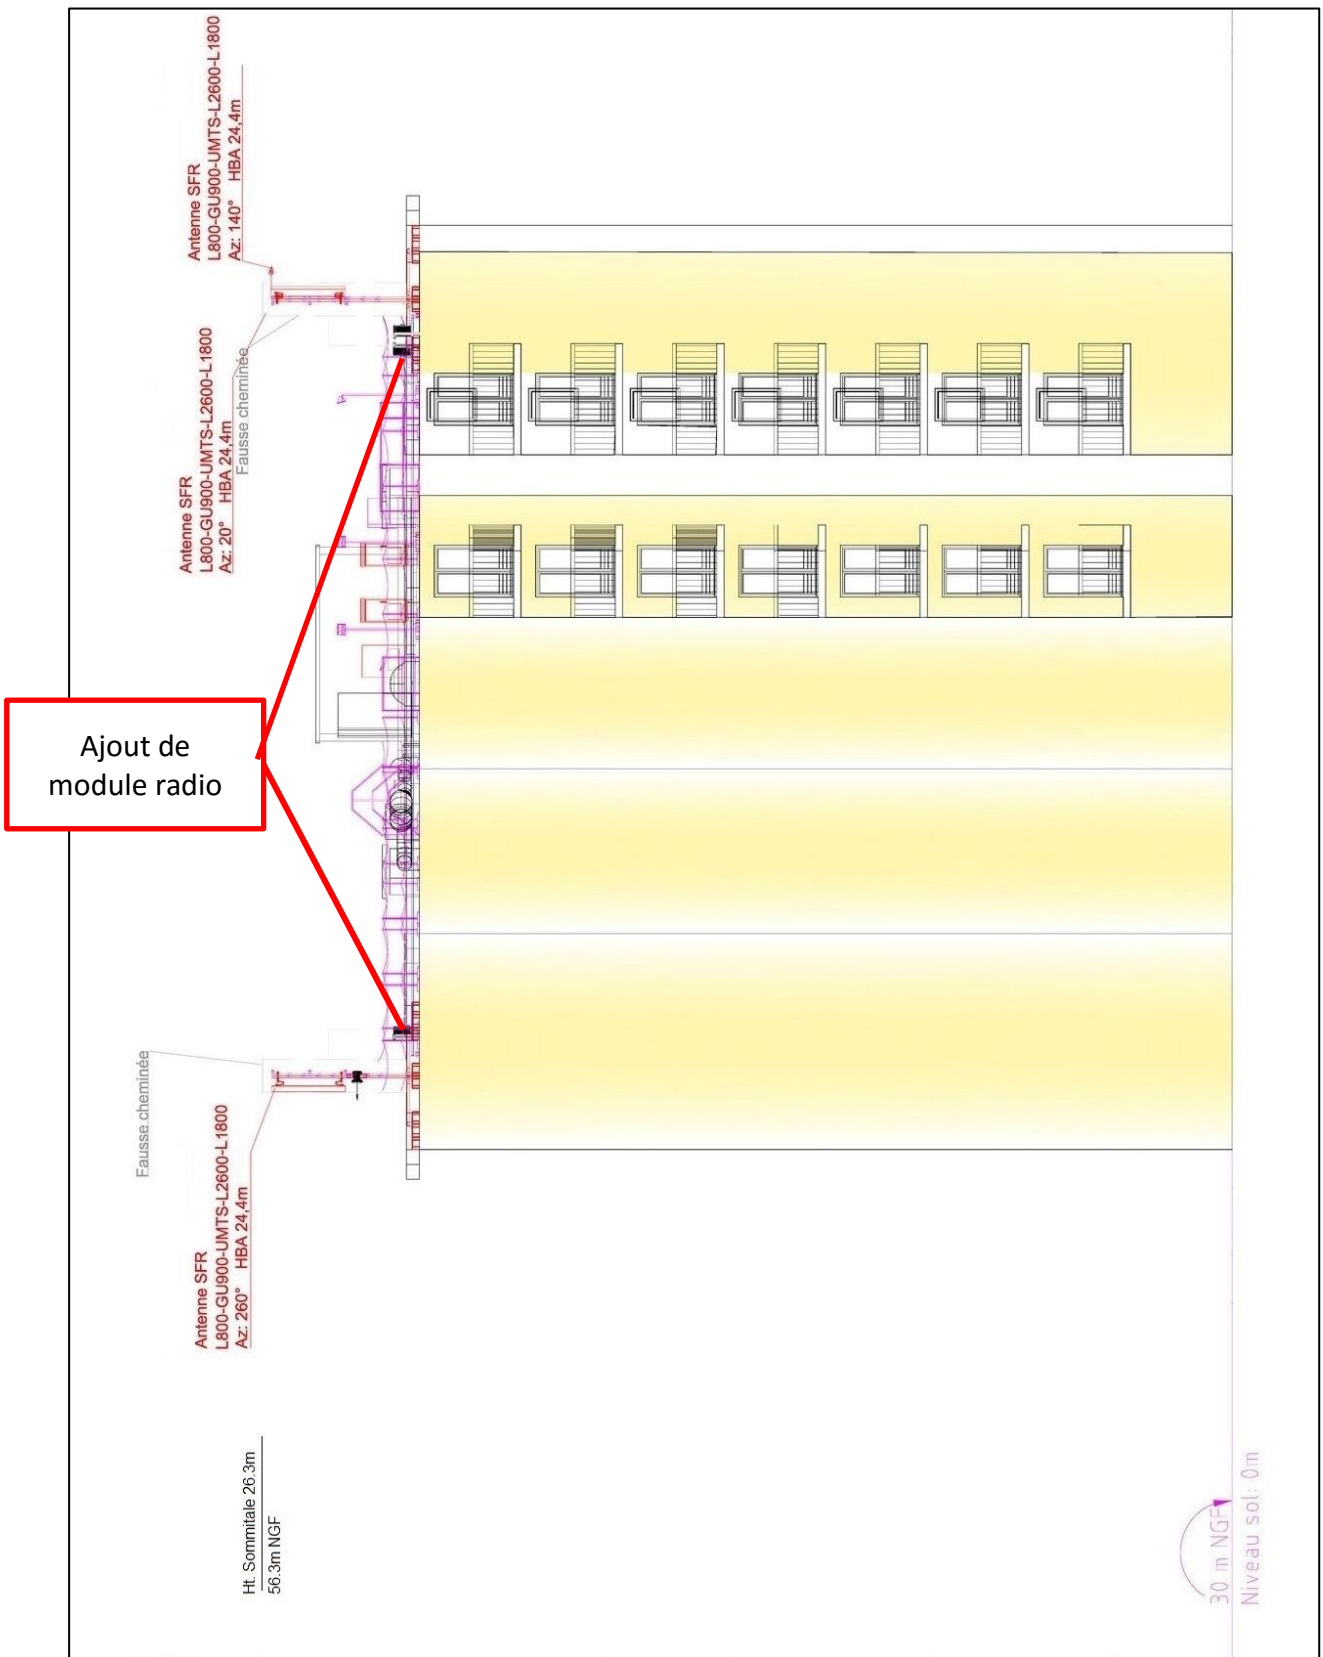 Antenne SFR
L800-GU900-UMTS-L2600-L1800
Az: 140° HBA 24,4m
Antenne SFR
L800-GU900-UMTS-L2600-L1800
Az: 20° HBA 24,4m
Fausse cheminée
Ajout de
module radio
Fausse cheminée
Antenne SFR
L800-GU900-UMTS-L2600-L1800
Az: 260° HBA 24,4m
Ht. Sommitale 26.3m
56.3m NGF
30 m NGF
Niveau sol: 0m